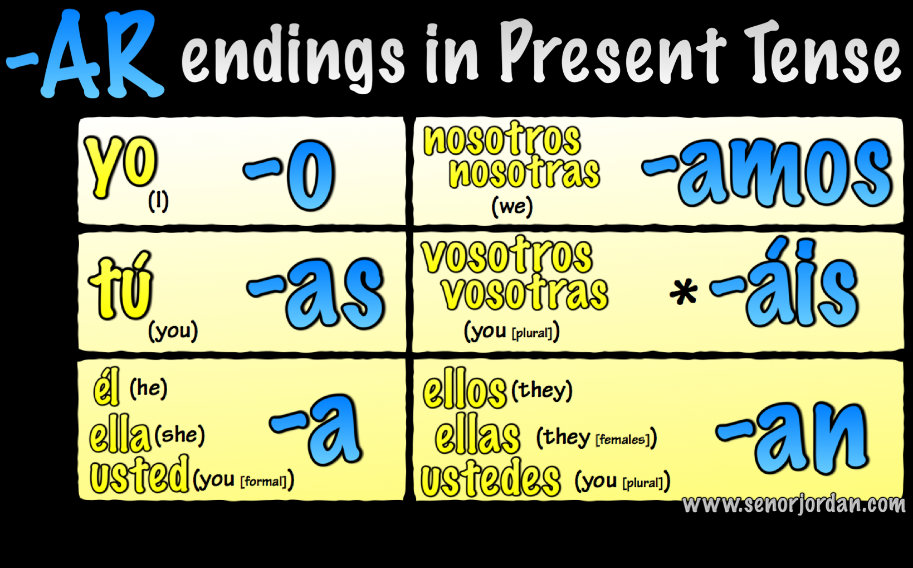 -AR endings in Present Tense
yo -o
(I)
nosotros
nosotras -amos
(we)
tú -as
(you)
vosotros
vosotras * -áis
(you [plural])
él (he)
ella (she) -a
usted (you [formal])
ellos (they)
ellas (they [females]) -an
ustedes (you [plural])
www.senorjordan.com